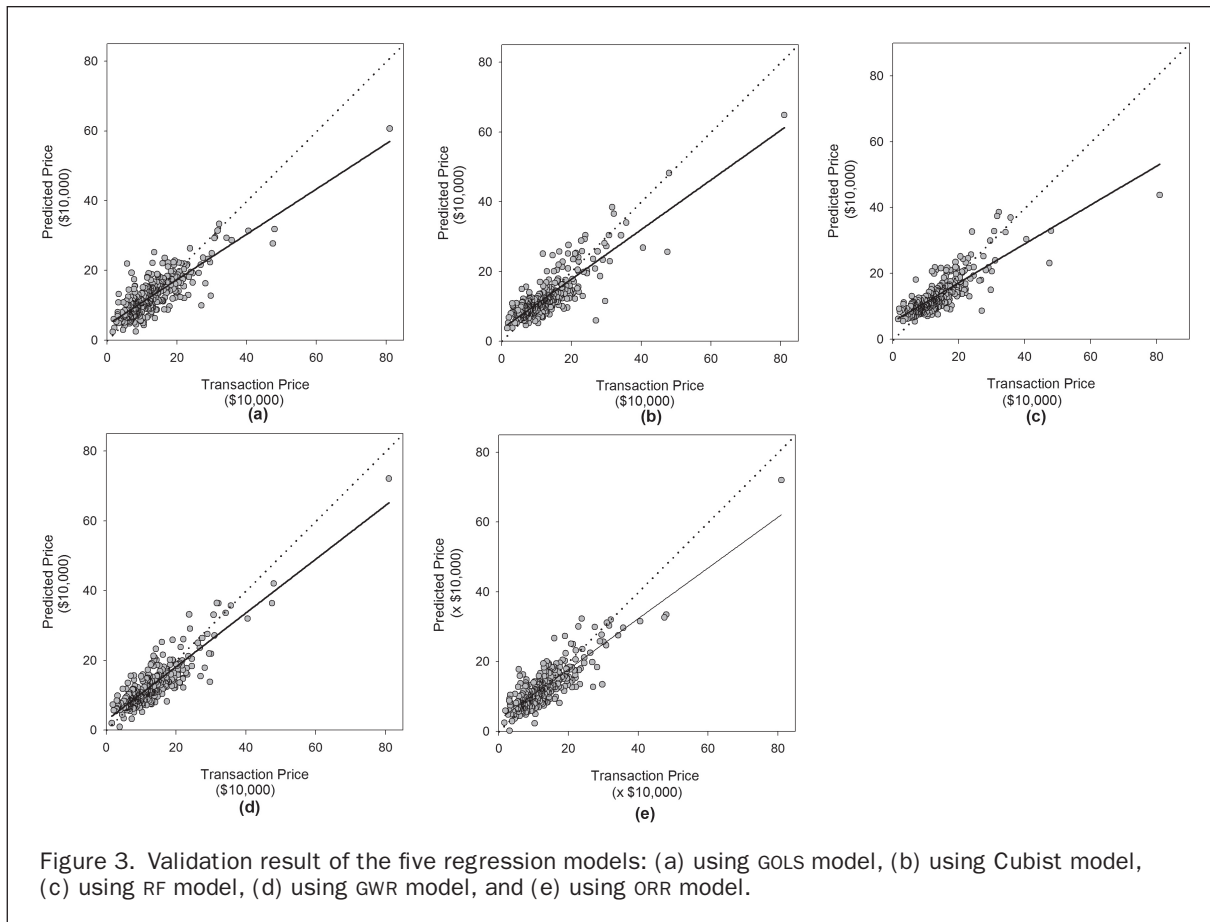 80
60
40
20
0
Predicted Price
($10,000)
0 20 40 60 80
Transaction Price
($10,000)
(a)
80
60
40
20
0
Predicted Price
($10,000)
0 20 40 60 80
Transaction Price
($10,000)
(b)
80
60
40
20
0
Predicted Price
($10,000)
0 20 40 60 80
Transaction Price
($10,000)
(c)
80
60
40
20
0
Predicted Price
($10,000)
0 20 40 60 80
Transaction Price
($10,000)
(d)
80
60
40
20
0
Predicted Price
(x $10,000)
0 20 40 60 80
Transaction Price
(x $10,000)
(e)
Figure 3. Validation result of the five regression models: (a) using GOLS model, (b) using Cubist model,
(c) using RF model, (d) using GWR model, and (e) using ORR model.